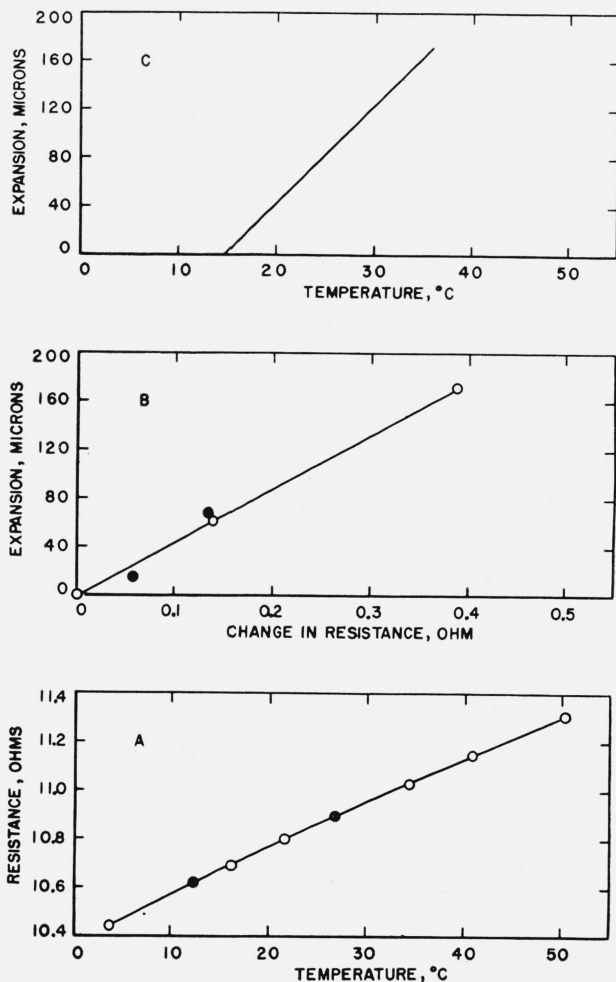 200
160
120
80
40
0
EXPANSION, MICRONS
C
0 10 20 30 40 50
TEMPERATURE, °C
200
160
120
80
40
0
EXPANSION, MICRONS
B
0 0.1 0.2 0.3 0.4 0.5
CHANGE IN RESISTANCE, OHM
11.4
11.2
11.0
10.8
10.6
10.4
RESISTANCE, OHMS
A
0 10 20 30 40 50
TEMPERATURE, °C